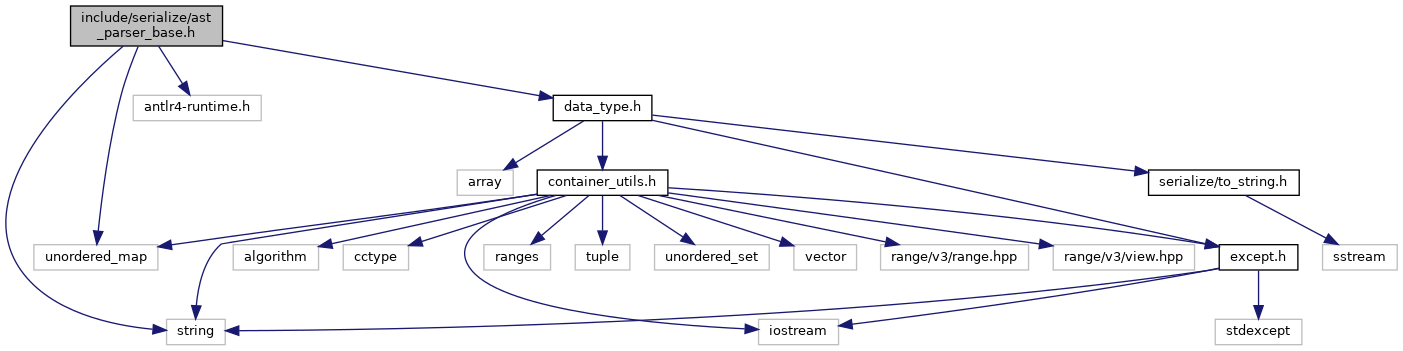 include/serialize/ast
_parser_base.h
antlr4-runtime.h
data_type.h
array
container_utils.h
serialize/to_string.h
unordered_map
algorithm
cctype
ranges
tuple
unordered_set
vector
range/v3/range.hpp
range/v3/view.hpp
except.h
sstream
string
iostream
stdexcept